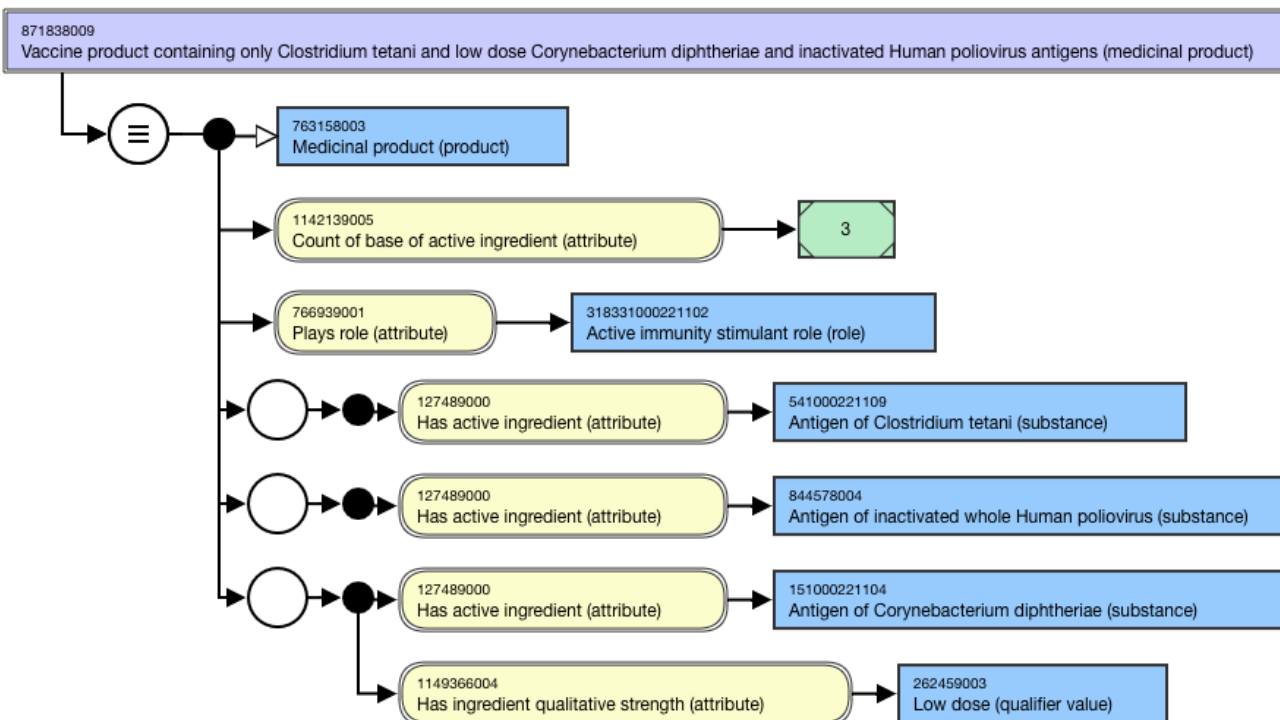 871838009
Vaccine product containing only Clostridium tetani and low dose Corynebacterium diphtheriae and inactivated Human poliovirus antigens (medicinal product)
763158003
Medicinal product (product)
1142139005
Count of base of active ingredient (attribute)
3
766939001
Plays role (attribute)
318331000221102
Active immunity stimulant role (role)
127489000
Has active ingredient (attribute)
541000221109
Antigen of Clostridium tetani (substance)
127489000
Has active ingredient (attribute)
844578004
Antigen of inactivated whole Human poliovirus (substance)
127489000
Has active ingredient (attribute)
151000221104
Antigen of Corynebacterium diphtheriae (substance)
1149366004
Has ingredient qualitative strength (attribute)
262459003
Low dose (qualifier value)